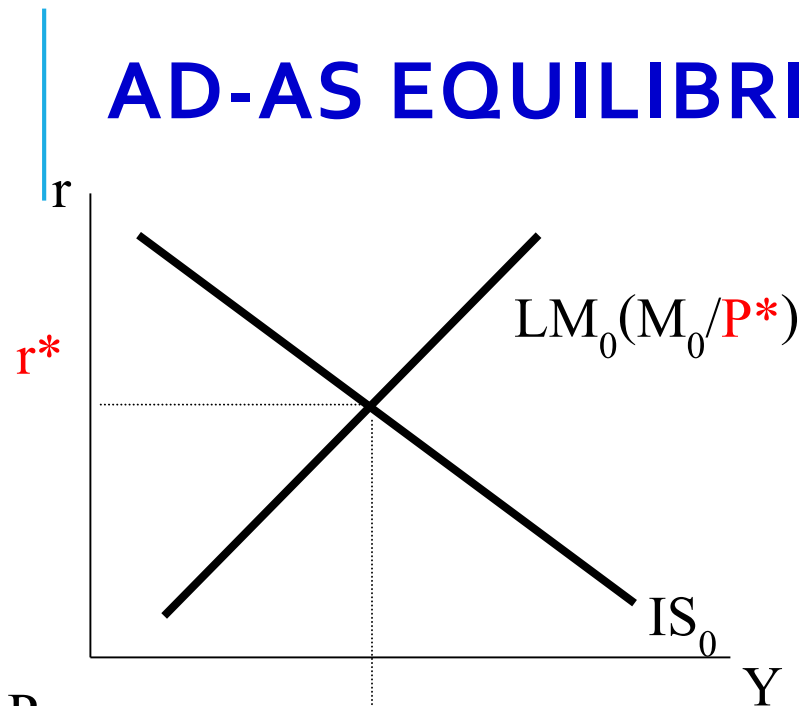 AD-AS EQUILIBRI
r
LM₀(M₀/P*)
r*
IS₀
Y
P